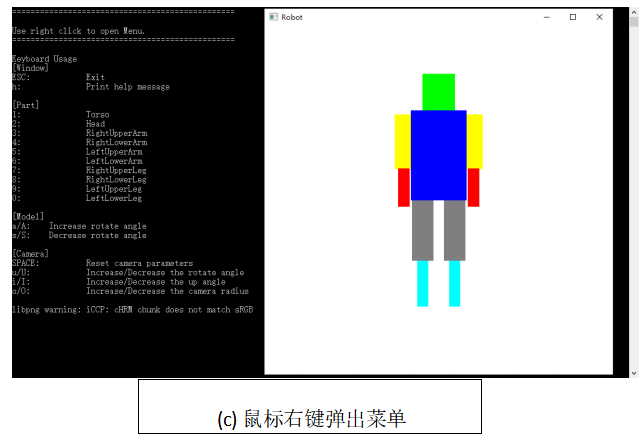 ==============================================
Use right click to open Menu.
==============================================
Keyboard Usage
[Window]
ESC: Exit
h: Print help message
[Part]
1: Torso
2: Head
3: RightUpperArm
4: RightLowerArm
5: LeftUpperArm
6: LeftLowerArm
7: RightUpperLeg
8: RightLowerLeg
9: LeftUpperLeg
0: LeftLowerLeg
[Model]
a/A: Increase rotate angle
s/S: Decrease rotate angle
[Camera]
SPACE: Reset camera parameters
u/U: Increase/Decrease the rotate angle
i/I: Increase/Decrease the up angle
o/O: Increase/Decrease the camera radius
libpng warning: iCCP: cHRM chunk does not match sRGB
Robot
(c) 鼠标右键弹出菜单